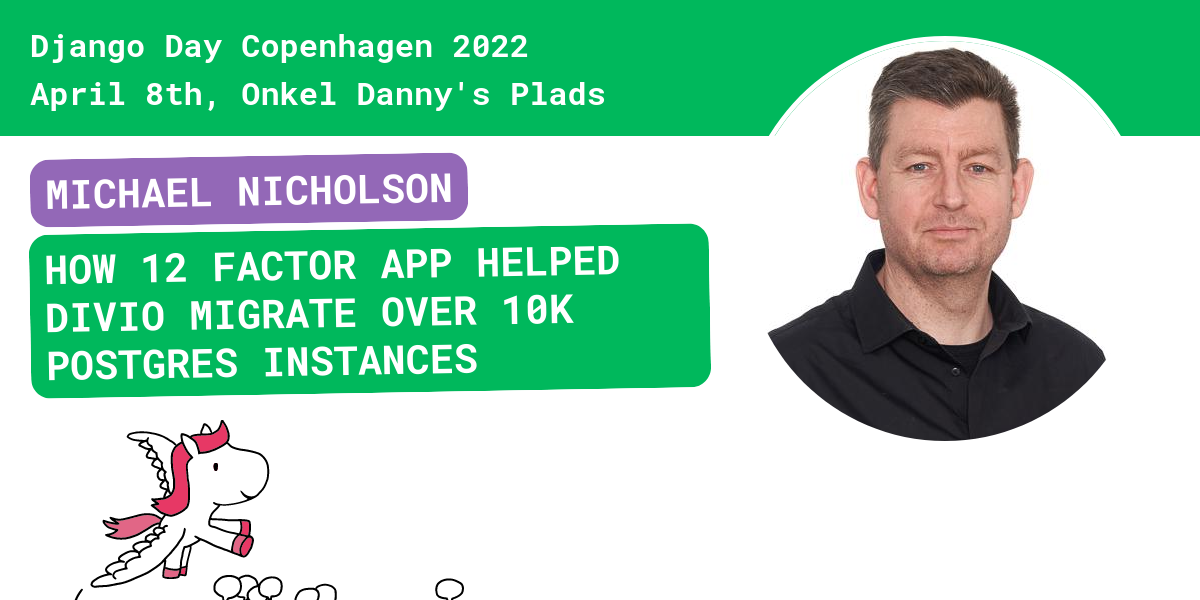 Django Day Copenhagen 2022
April 8th, Onkel Danny's Plads
MICHAEL NICHOLSON
HOW 12 FACTOR APP HELPED
DIVIO MIGRATE OVER 10K
POSTGRES INSTANCES